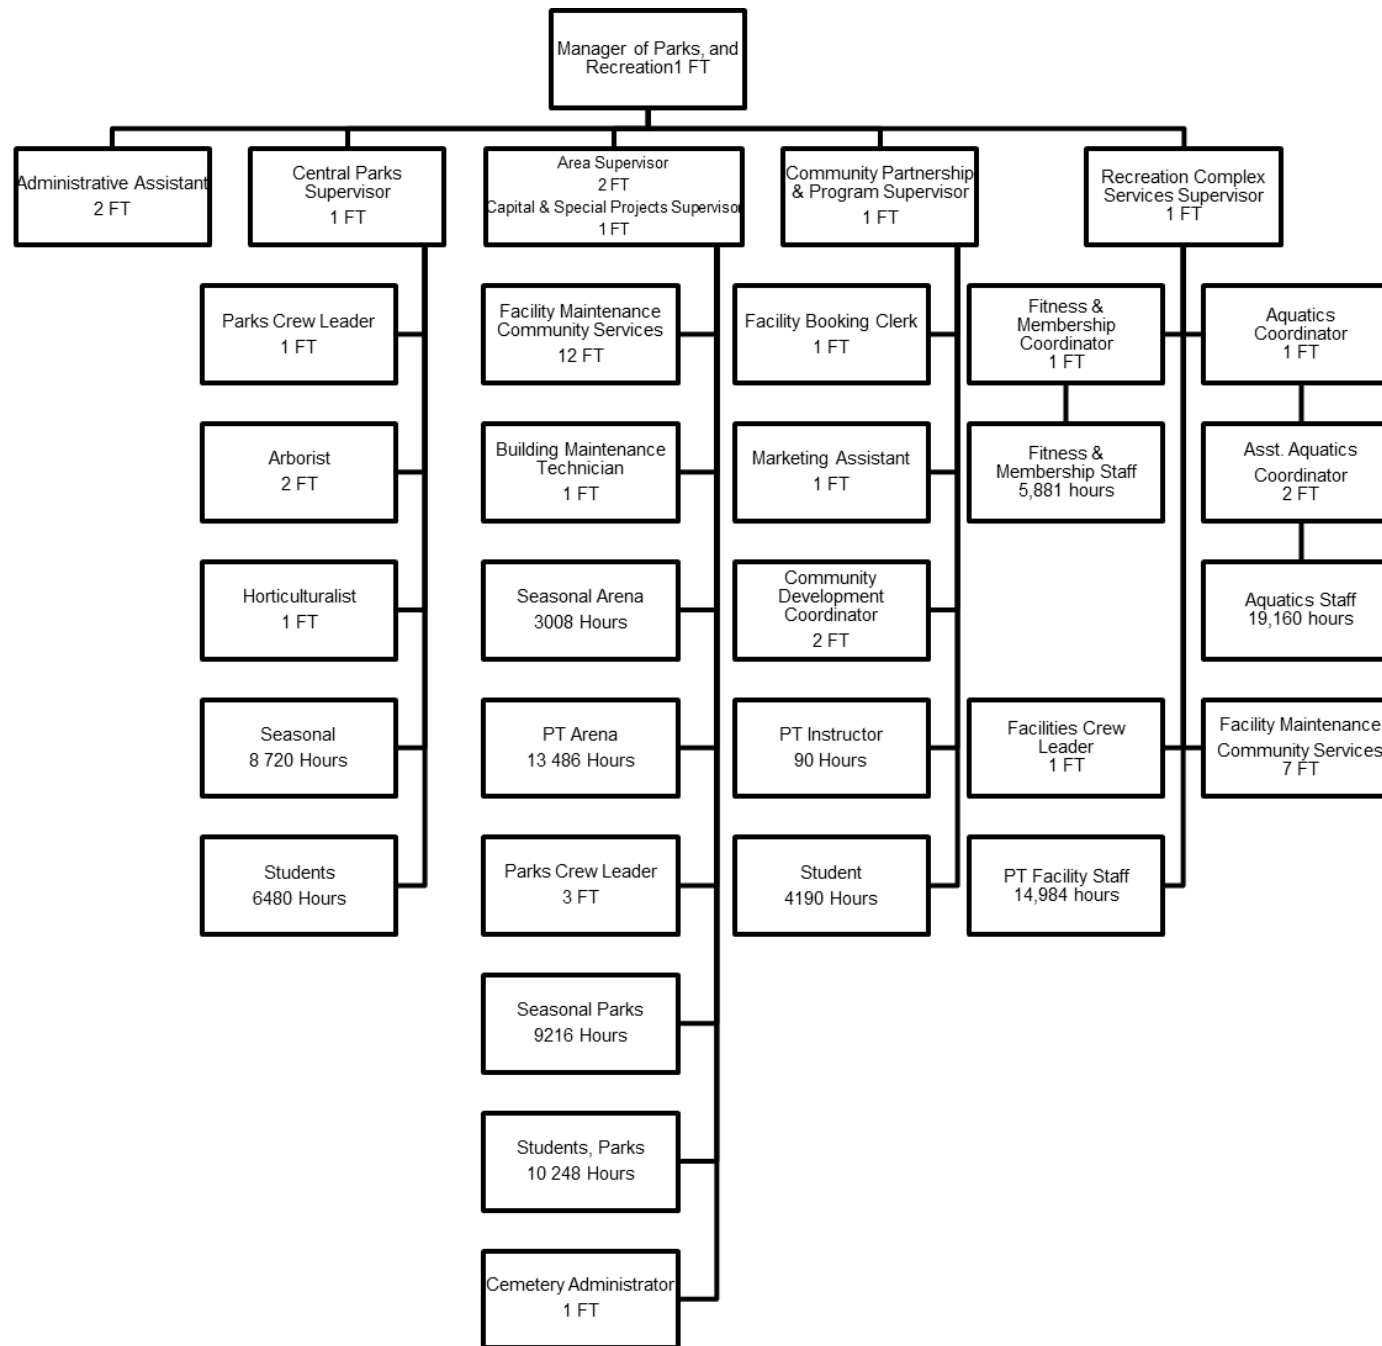 Manager of Parks, and
Recreation1 FT
Administrative Assistant
2 FT
Central Parks
Supervisor
1 FT
Area Supervisor
2 FT
Capital & Special Projects Supervisor
1 FT
Community Partnership
& Program Supervisor
1 FT
Recreation Complex
Services Supervisor
1 FT
Parks Crew Leader
1 FT
Arborist
2 FT
Horticulturalist
1 FT
Seasonal
8 720 Hours
Students
6480 Hours
Facility Maintenance
Community Services
12 FT
Building Maintenance
Technician
1 FT
Seasonal Arena
3008 Hours
PT Arena
13 486 Hours
Parks Crew Leader
3 FT
Seasonal Parks
9216 Hours
Students, Parks
10 248 Hours
Cemetery Administrator
1 FT
Facility Booking Clerk
1 FT
Marketing Assistant
1 FT
Community
Development
Coordinator
2 FT
PT Instructor
90 Hours
Student
4190 Hours
Fitness &
Membership
Coordinator
1 FT
Fitness &
Membership Staff
5,881 hours
Aquatics
Coordinator
1 FT
Asst. Aquatics
Coordinator
2 FT
Aquatics Staff
19,160 hours
Facilities Crew
Leader
1 FT
Facility Maintenance
Community Services
7 FT
PT Facility Staff
14,984 hours